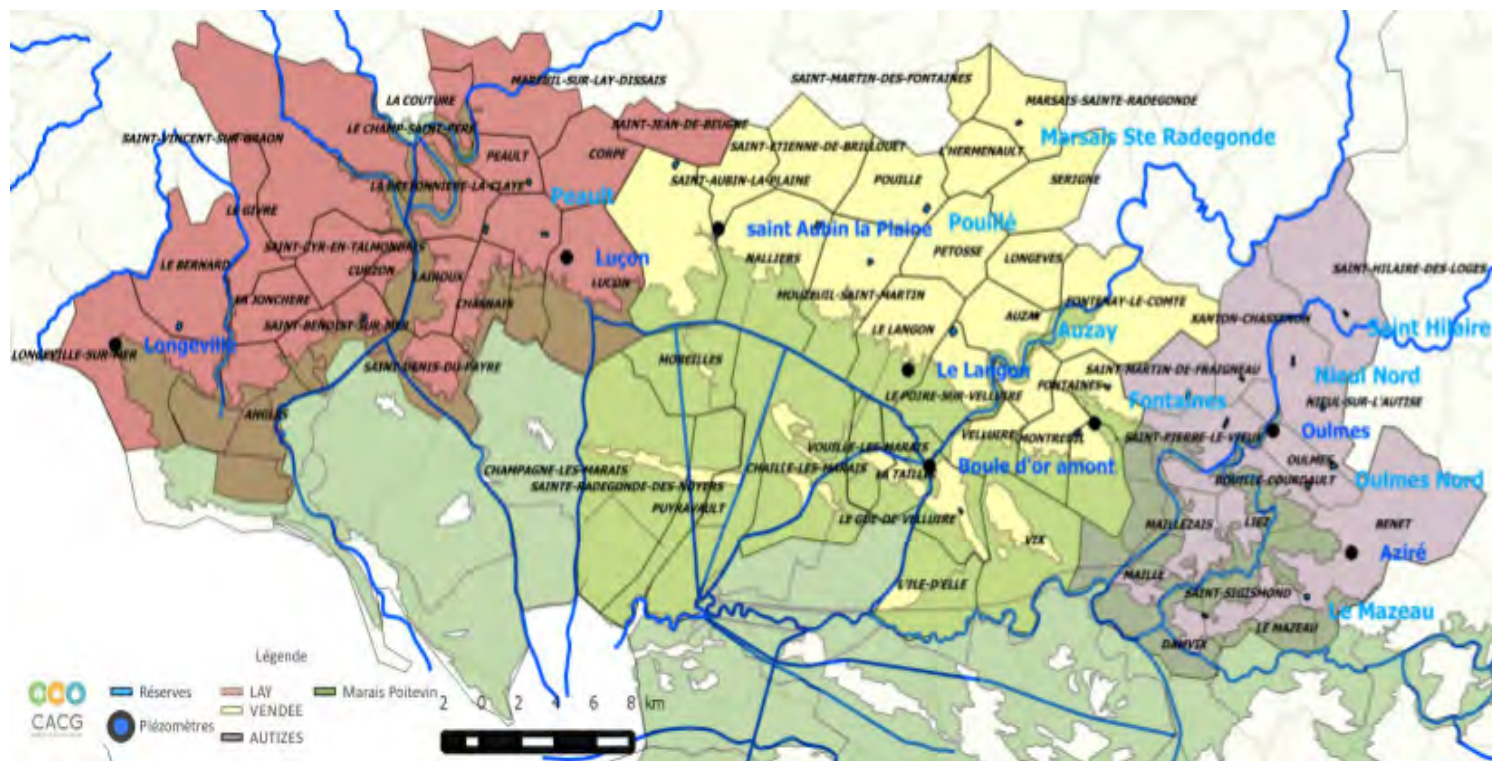 SAINT-MARTIN-DES-FONTAINES
MAREUIL-SUR-LAY-DISSAIS
LA COUTURE
MARSAIS-SAINTE-RADEGONDE
SAINT-JEAN-DE-BEUGNE
LE CHAMP-SAINT-PERE
SAINT-VINCENT-SUR-GRAON
Marsais Ste Radegonde
SAINT-ETIENNE-DE-BRILLOUET
L'HERMENAULT
PEAULT
CORPE
SAINT-AUBIN-LA-PLAINE
POUILLE
SERIGNE
LA BRETONNIERE-LA-CLAYE
Peault
LE GIVRE
Pouillé
saint Aubin la Plaine
SAINT-CYR-EN-TALMONDAIS
PETOSSE
LONGEVES
Luçon
NALLIERS
LE BERNARD
CURZON
LAIROUX
SAINT-HILAIRE-DES-LOGES
LUCON
MOUZEUIL-SAINT-MARTIN
LA JONCHERE
CHASNAIS
FONTENAY-LE-COMTE
AUZAY
XANTON-CHASSENON
SAINT-BENOIST-SUR-MER
LE LANGON
Auzay
Saint Hilaire
Longeville
LONGEVILLE-SUR-MER
MOREILLES
SAINT-DENIS-DU-PAYRE
Le Langon
SAINT-MARTIN-DE-FRAIGNEAU
Nieul Nord
FONTAINES
LE POIRE-SUR-VELLUIRE
Fontaines
NIEUL-SUR-L'AUTISE
ANGLES
Oulmes
VELLUIRE
MONTREUIL
SAINT-PIERRE-LE-VIEUX
VOUILLE-LES-MARAIS
OULMES
CHAMPAGNE-LES-MARAIS
CHAILLE-LES-MARAIS
LA TAILLEE
Boule d'or amont
BOUILLE-COURDAULT
Oulmes Nord
SAINTE-RADEGONDE-DES-NOYERS
PUYRAVAULT
LE GUE-DE-VELLUIRE
MAILLEZAIS
LIEZ
BENET
VIX
Aziré
MAILLE
L'ILE-D'ELLE
SAINT-SIGISMOND
Le Mazeau
LE MAZEAU
DAMVIX
Légende
Réserves
LAY
Marais Poitevin
VENDEE
Piézomètres
AUTIZES
CACG
2 0 2 4 6 8 km